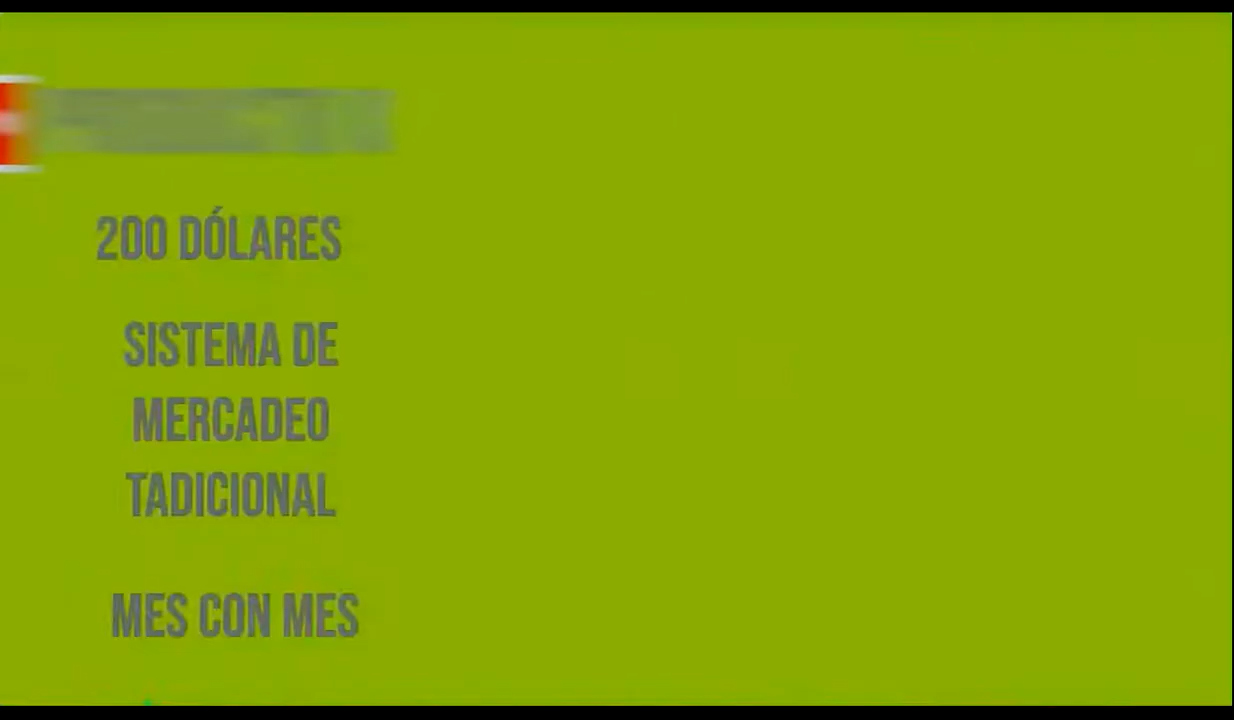 200 DÓLARES
SISTEMA DE
MERCADEO
TADICIONAL
MES CON MES